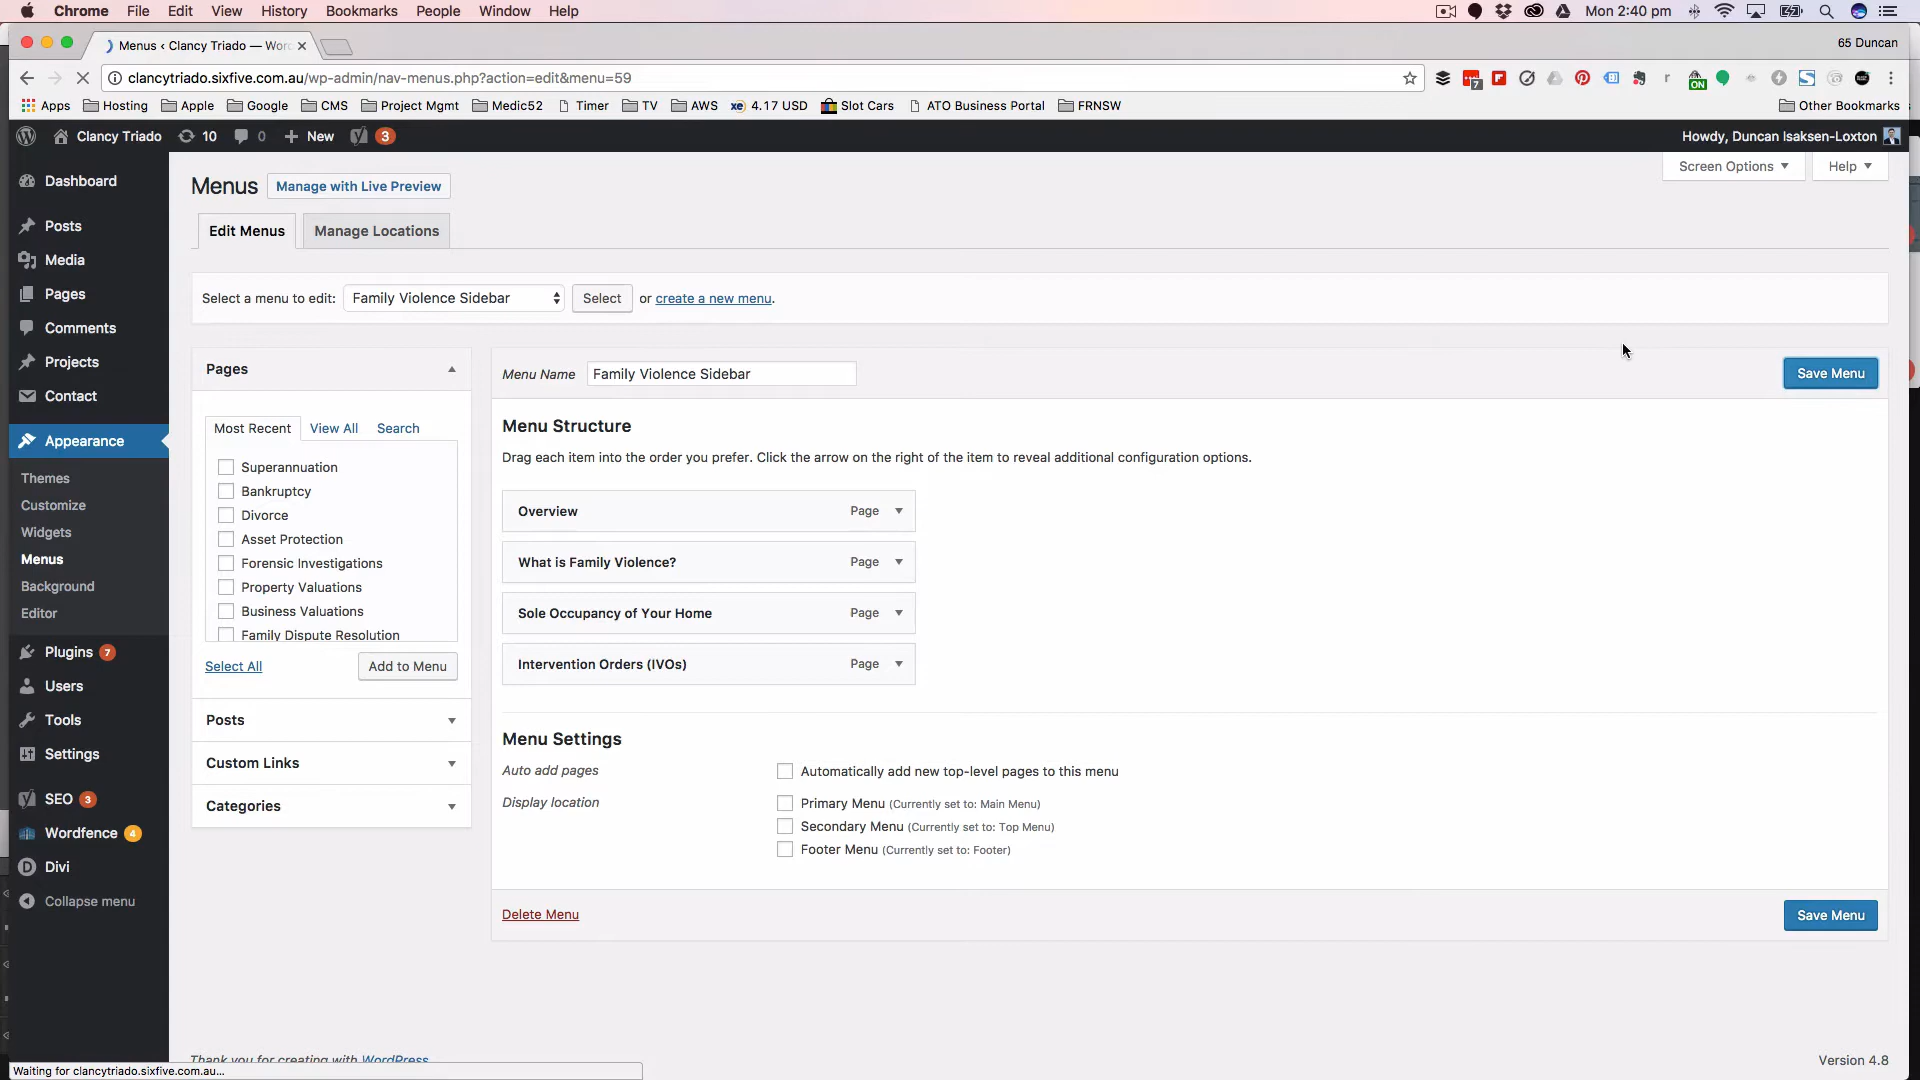 Chrome File Edit View History Bookmarks People Window Help Mon 2:40 pm
Menus ‹ Clancy Triado — Wor 65 Duncan
clancytriado.sixfive.com.au/wp-admin/nav-menus.php?action=edit&menu=59
Apps Hosting Apple Google CMS Project Mgmt Medic52 Timer TV AWS xe 4.17 USD Slot Cars ATO Business Portal FRNSW Other Bookmarks
Clancy Triado 10 0 New 3 Howdy, Duncan Isaksen-Loxton
Screen Options Help
Menus Manage with Live Preview
Edit Menus Manage Locations
Select a menu to edit: Family Violence Sidebar Select or create a new menu.
Dashboard
Posts
Media
Pages
Comments
Projects
Contact
Appearance
Themes
Customize
Widgets
Menus
Background
Editor
Plugins 7
Users
Tools
Settings
SEO 3
Wordfence 4
Divi
Collapse menu
Pages
Most Recent View All Search
Superannuation
Bankruptcy
Divorce
Asset Protection
Forensic Investigations
Property Valuations
Business Valuations
Family Dispute Resolution
Select All Add to Menu
Posts
Custom Links
Categories
Menu Name Family Violence Sidebar Save Menu
Menu Structure
Drag each item into the order you prefer. Click the arrow on the right of the item to reveal additional configuration options.
Overview Page
What is Family Violence? Page
Sole Occupancy of Your Home Page
Intervention Orders (IVOs) Page
Menu Settings
Auto add pages Automatically add new top-level pages to this menu
Display location Primary Menu (Currently set to: Main Menu)
Secondary Menu (Currently set to: Top Menu)
Footer Menu (Currently set to: Footer)
Delete Menu Save Menu
Thank you for creating with WordPress Version 4.8
Waiting for clancytriado.sixfive.com.au...